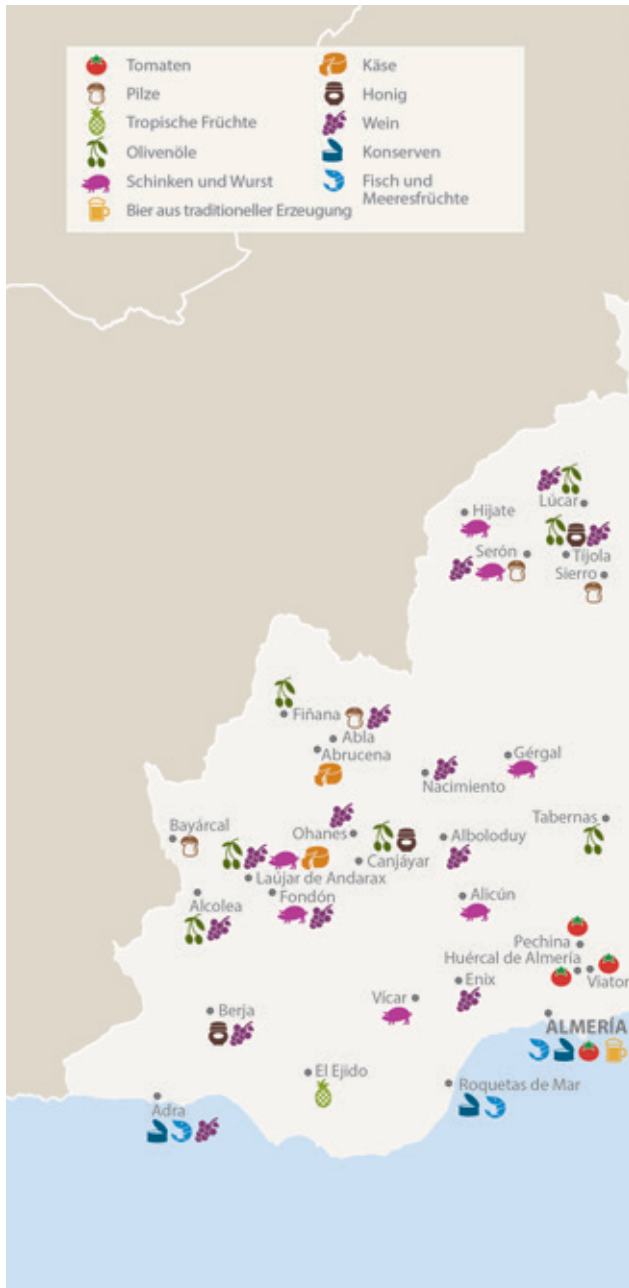 Tomaten
Pilze
Tropische Früchte
Olivenöle
Schinken und Wurst
Bier aus traditioneller Erzeugung
Käse
Honig
Wein
Konserven
Fisch und
Meeresfrüchte
Lúcar
Hijate
Serón
Tíjola
Sierro
Fiñana
Abla
Abrucena
Gérgal
Nacimiento
Tabernas
Bayárcal
Ohanes
Alboloduy
Canjáyar
Laújar de Andarax
Alcolea
Fondón
Alicún
Pechina
Huércal de Almería
Viator
Enix
Vícar
Berja
ALMERÍA
El Ejido
Roquetas de Mar
Adra